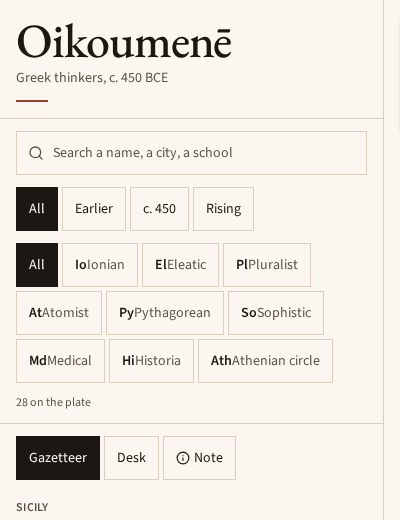 Oikoumenē
Greek thinkers, c. 450 BCE
Search a name, a city, a school
All Earlier c. 450 Rising
All IoIonian ElEleatic PlPluralist
AtAtomist PyPythagorean SoSophistic
MdMedical HiHistoria AthAthenian circle
28 on the plate
Gazetteer Desk Note
SICILY